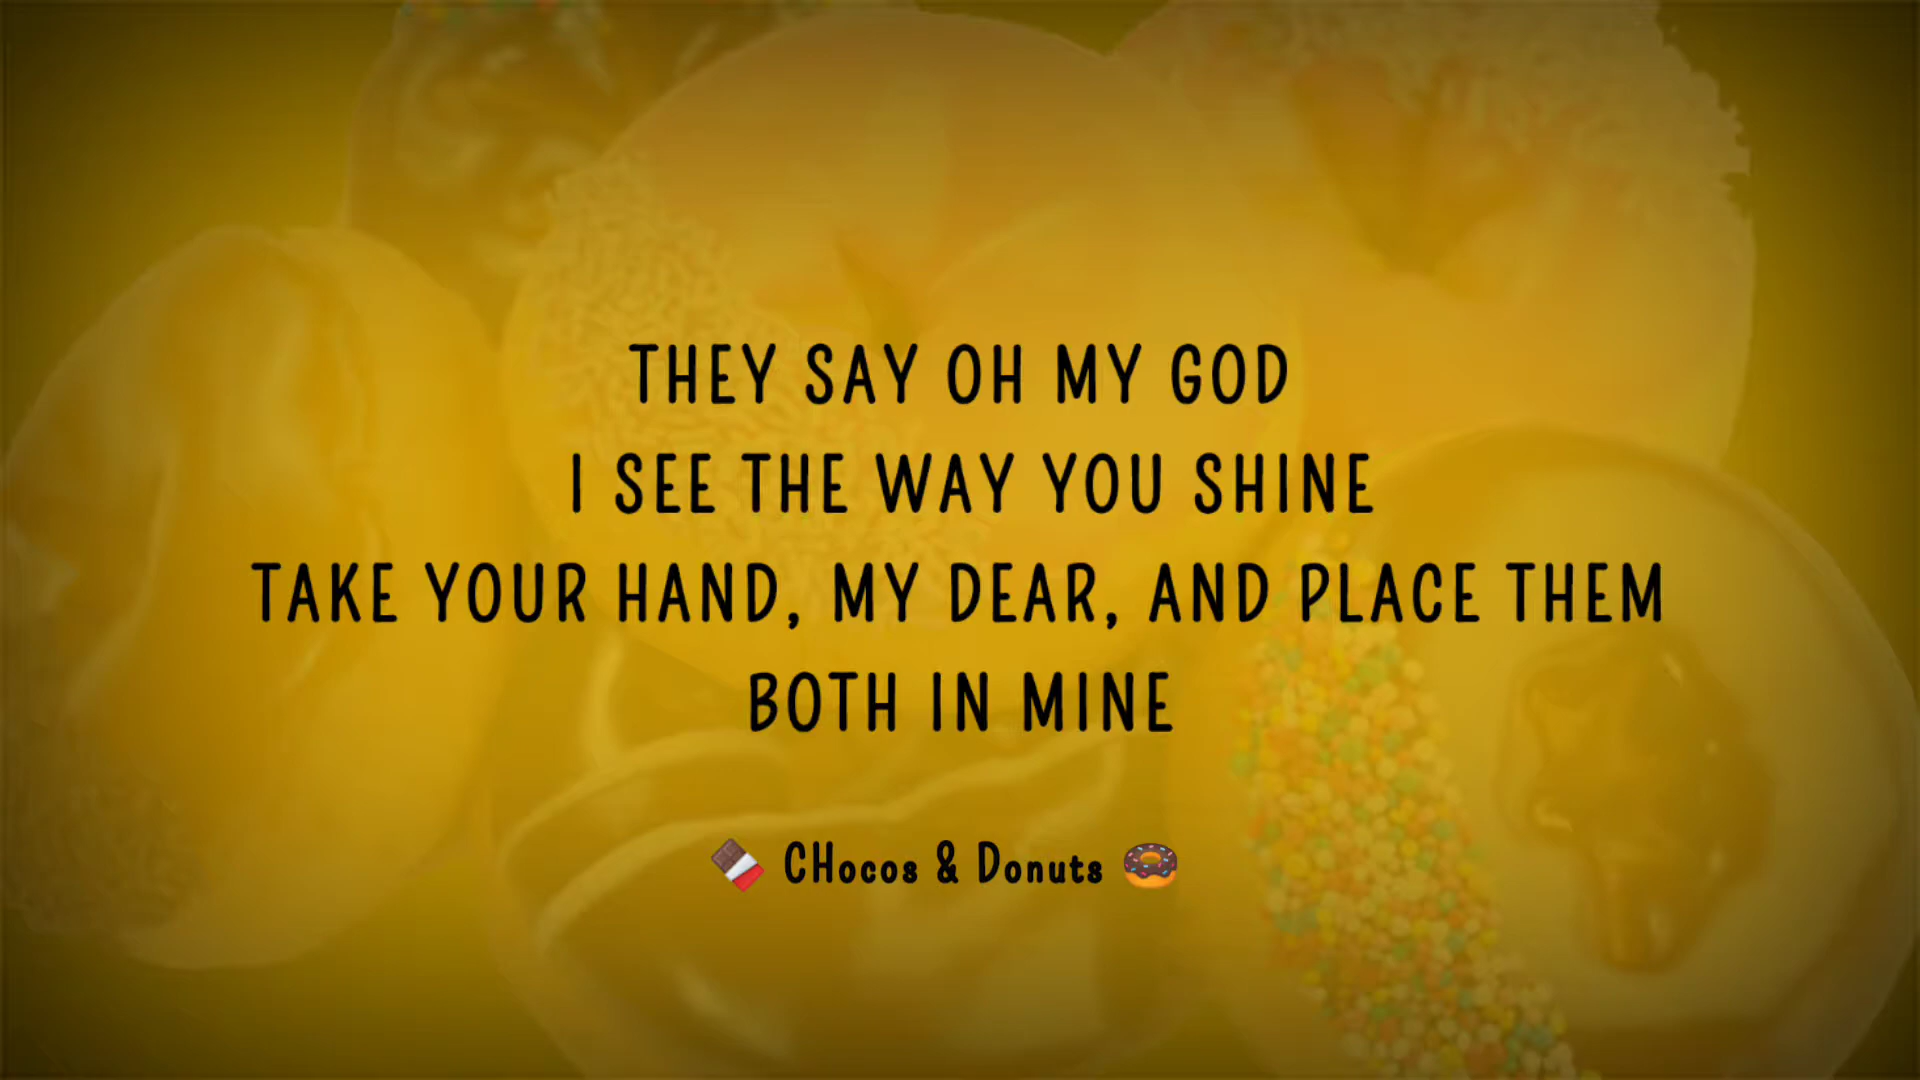 THEY SAY OH MY GOD
I SEE THE WAY YOU SHINE
TAKE YOUR HAND, MY DEAR, AND PLACE THEM
BOTH IN MINE
🍫 CHocos & Donuts 🍩